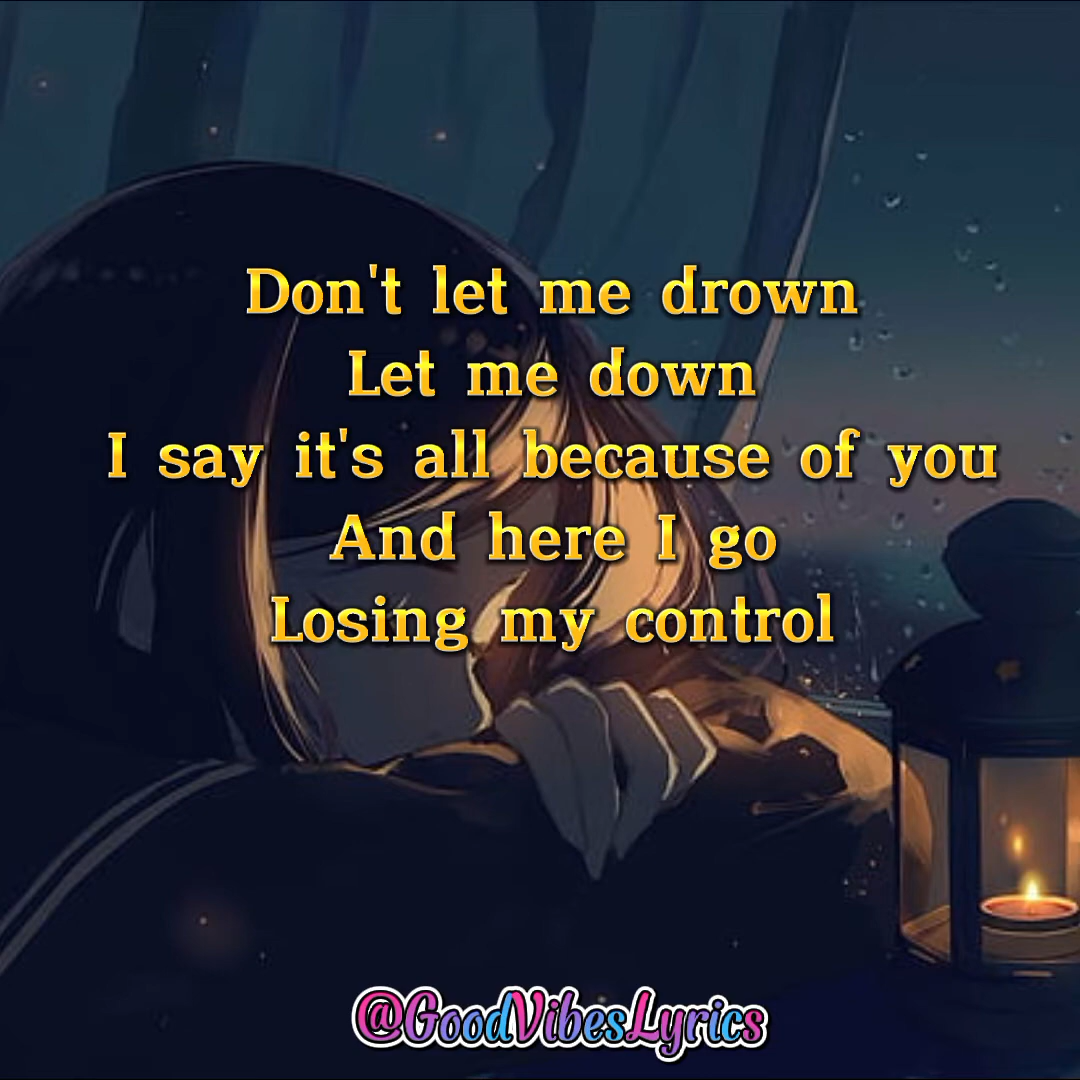 Don't let me drown
Let me down
I say it's all because of you
And here I go
Losing my control
@GoodVibesLyrics